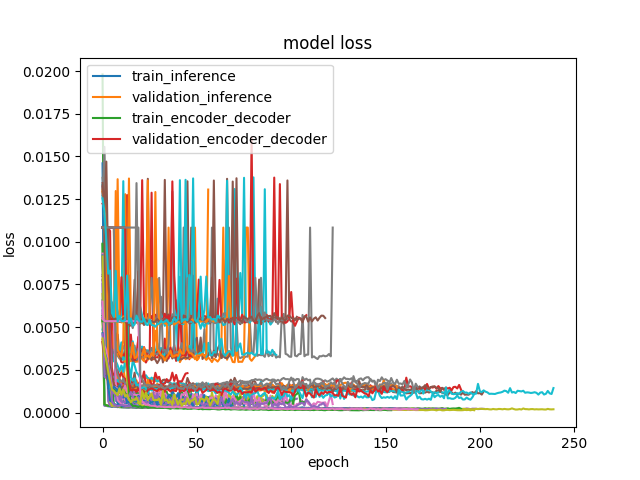 model loss
train_inference
validation_inference
train_encoder_decoder
validation_encoder_decoder
loss
0.0200
0.0175
0.0150
0.0125
0.0100
0.0075
0.0050
0.0025
0.0000
0
50
100
150
200
250
epoch